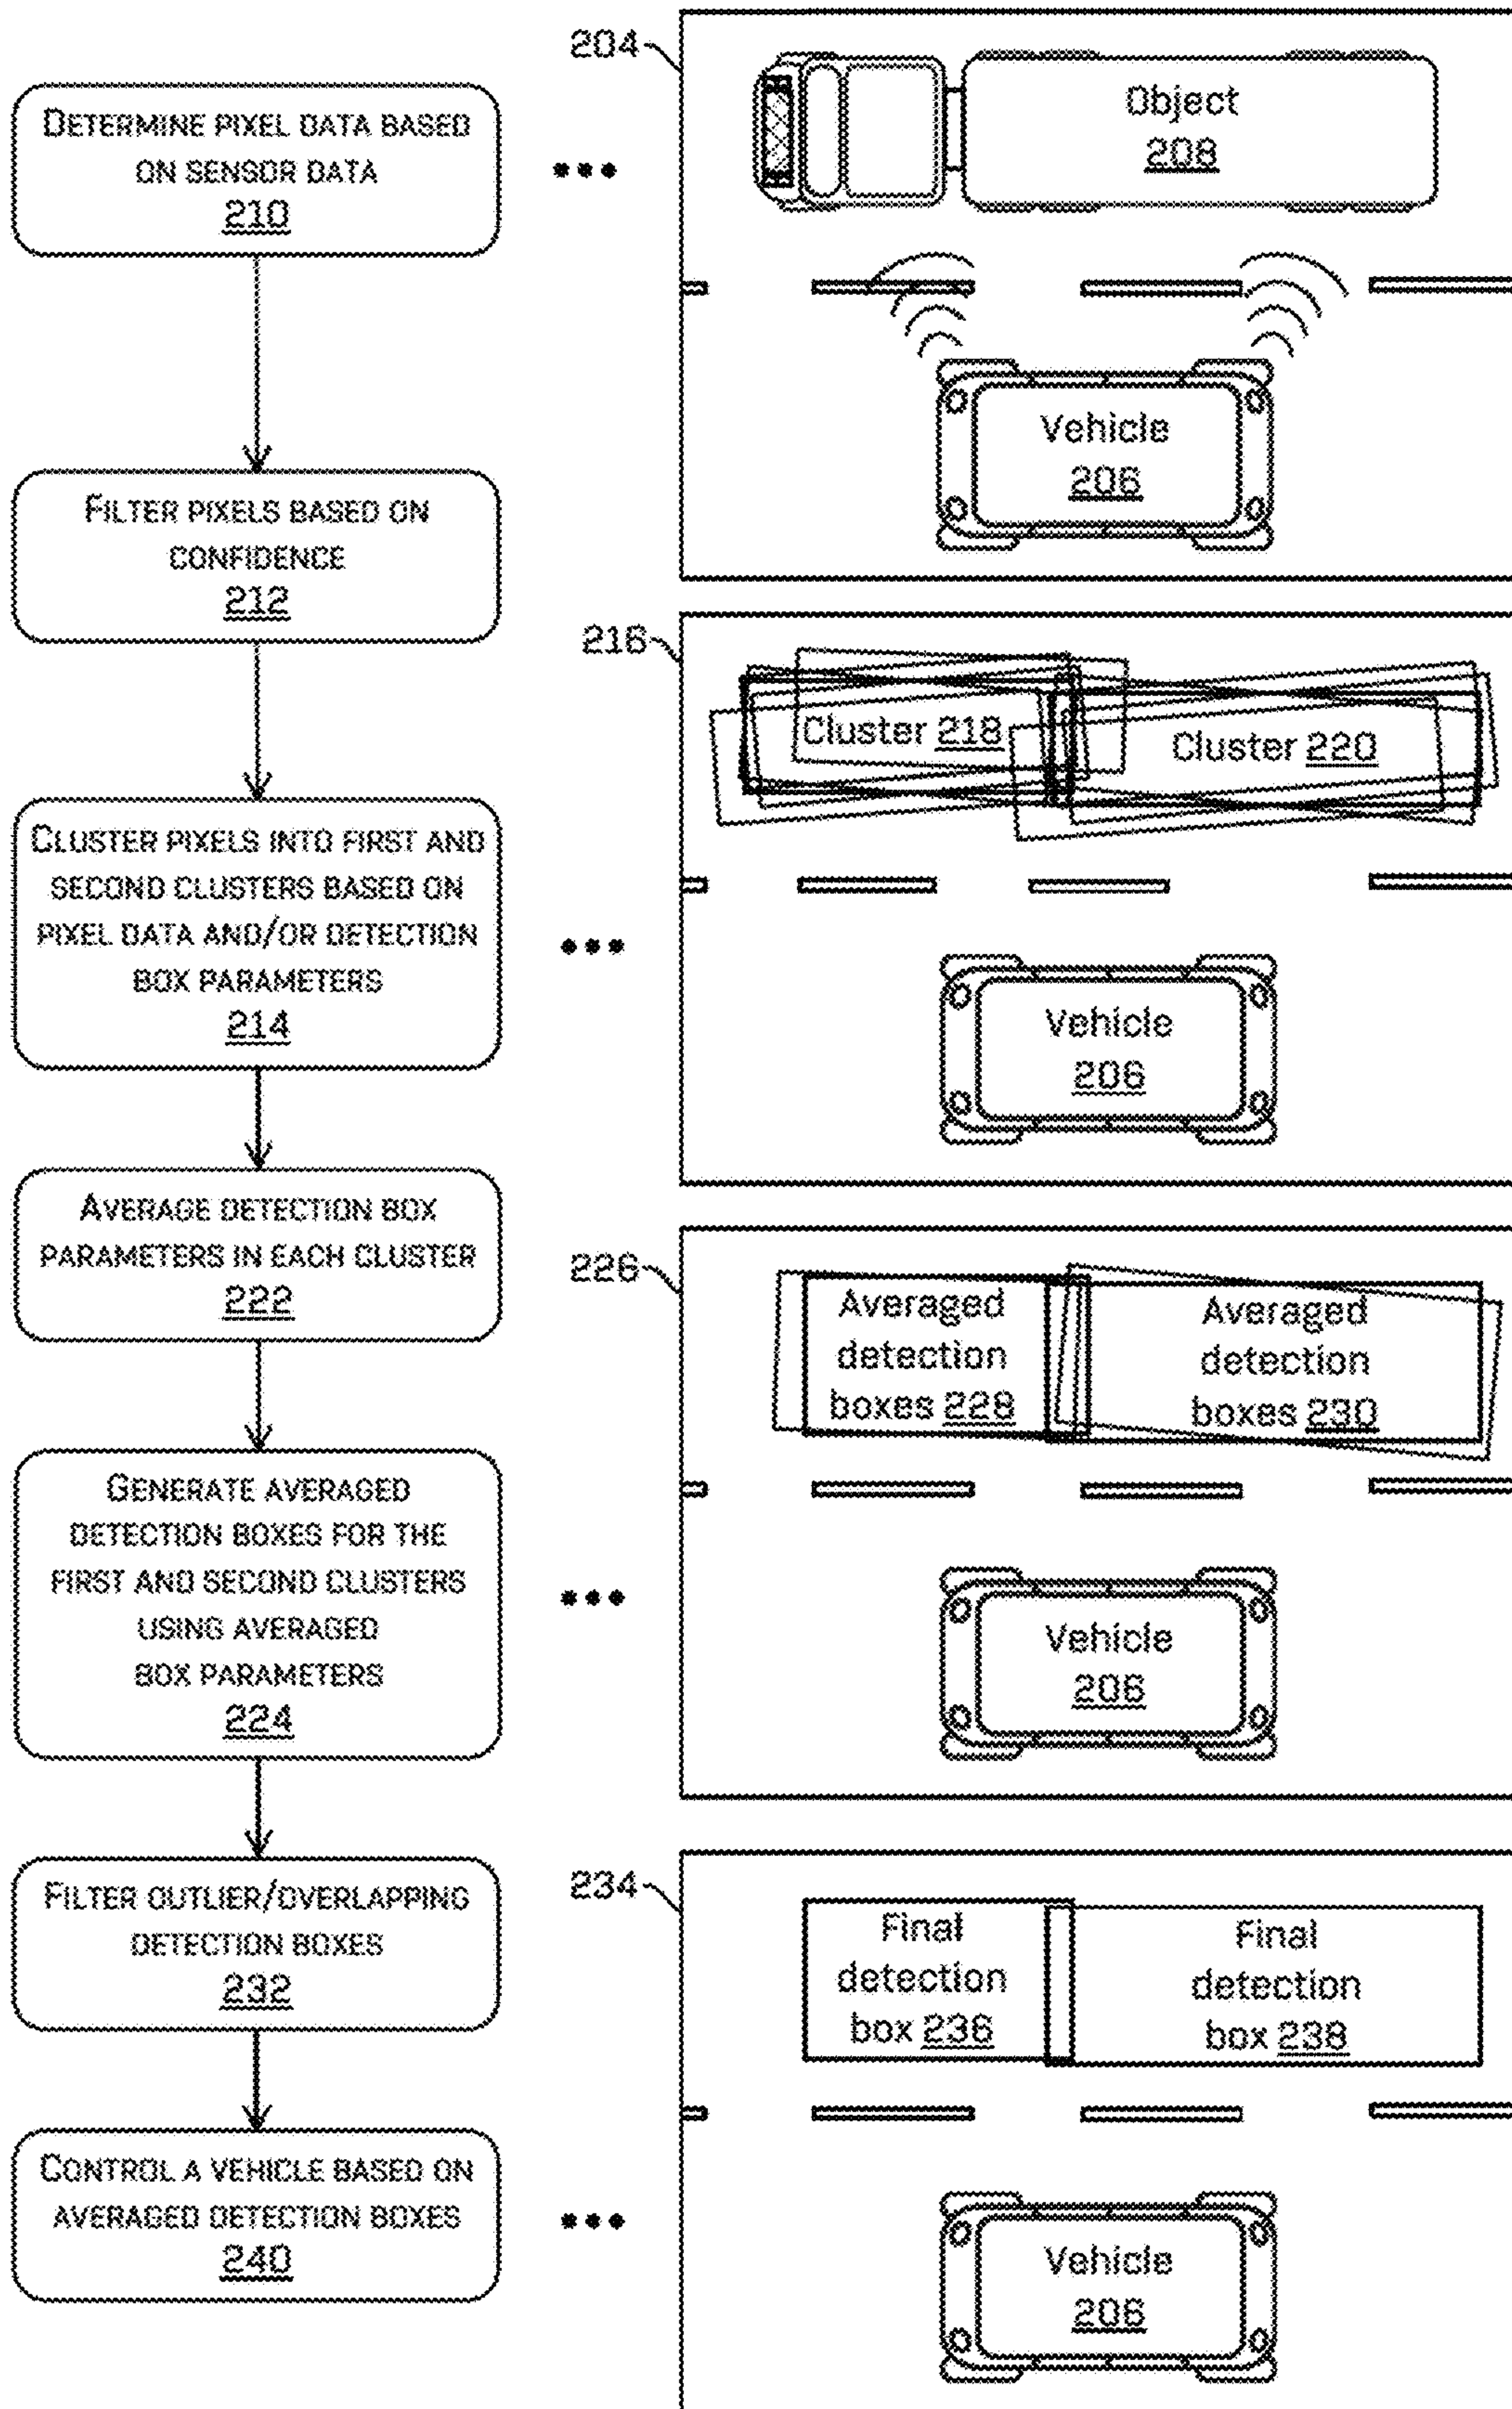 DETERMINE PIXEL DATA BASED
ON SENSOR DATA
210
FILTER PIXELS BASED ON
CONFIDENCE
212
CLUSTER PIXELS INTO FIRST AND
SECOND CLUSTERS BASED ON
PIXEL DATA AND/OR DETECTION
BOX PARAMETERS
214
AVERAGE DETECTION BOX
PARAMETERS IN EACH CLUSTER
222
GENERATE AVERAGED
DETECTION BOXES FOR THE
FIRST AND SECOND CLUSTERS
USING AVERAGED
BOX PARAMETERS
224
FILTER OUTLIER/OVERLAPPING
DETECTION BOXES
232
CONTROL A VEHICLE BASED ON
AVERAGED DETECTION BOXES
240
204
Object
208
Vehicle
206
216
Cluster 218
Cluster 220
Vehicle
206
226
Averaged
detection
boxes 228
Averaged
detection
boxes 230
Vehicle
206
234
Final
detection
box 236
Final
detection
box 238
Vehicle
206